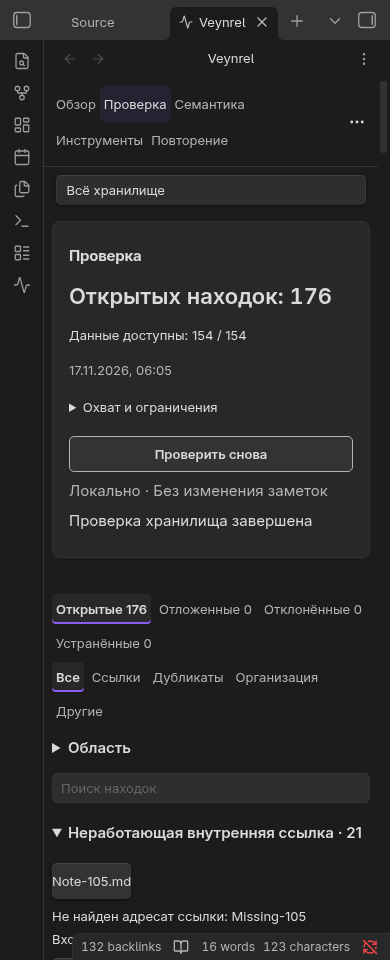 Source
Veynrel
Veynrel
Обзор Проверка Семантика
Инструменты Повторение
Всё хранилище
Проверка
Открытых находок: 176
Данные доступны: 154 / 154
17.11.2026, 06:05
Охват и ограничения
Проверить снова
Локально · Без изменения заметок
Проверка хранилища завершена
Открытые 176 Отложенные 0 Отклонённые 0
Устранённые 0
Все Ссылки Дубликаты Организация
Другие
Область
Поиск находок
Неработающая внутренняя ссылка · 21
Note-105.md
Не найден адресат ссылки: Missing-105
132 backlinks 16 words 123 characters